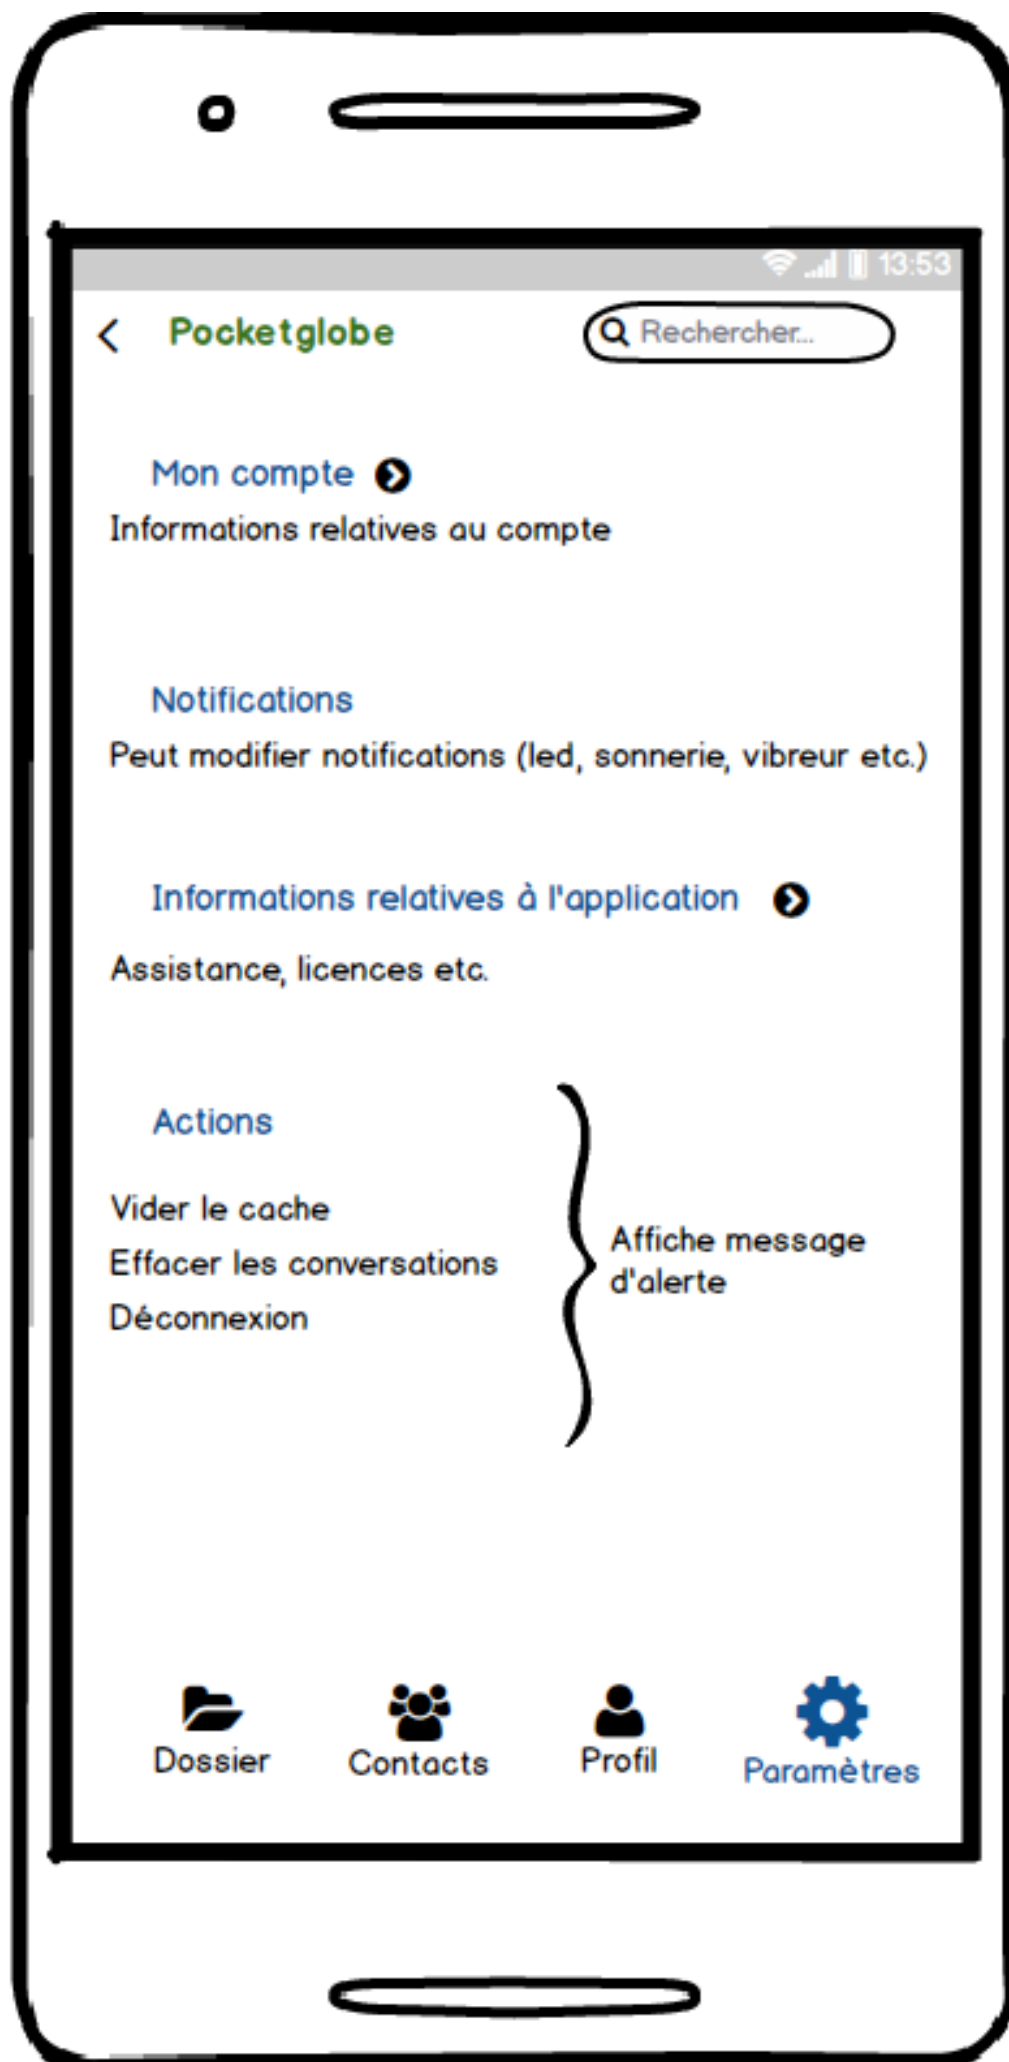 13:53
Pocketglobe
Rechercher...
Mon compte
Informations relatives au compte
Notifications
Peut modifier notifications (led, sonnerie, vibreur etc.)
Informations relatives à l'application
Assistance, licences etc.
Actions
Vider le cache
Effacer les conversations
Déconnexion
Affiche message
d'alerte
Dossier
Contacts
Profil
Paramètres